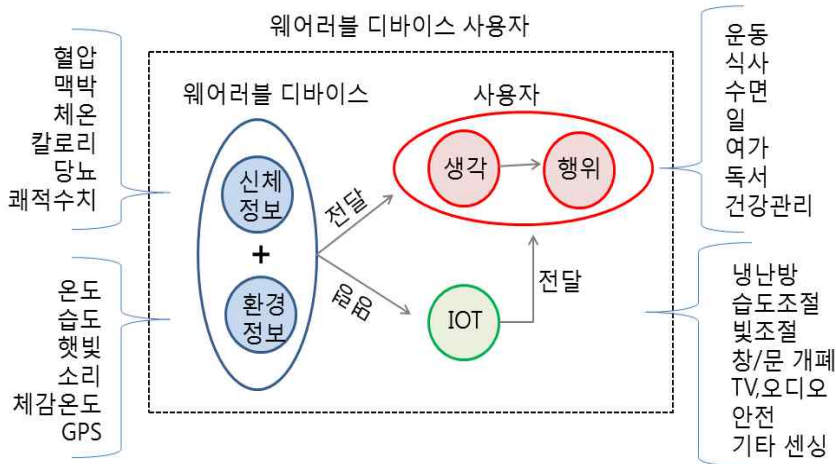 웨어러블 디바이스 사용자
혈압
맥박
체온
칼로리
당뇨
쾌적수치
온도
습도
햇빛
소리
체감온도
GPS
웨어러블 디바이스
신체
정보
+
환경
정보
전달
명령
사용자
생각
행위
IOT
전달
운동
식사
수면
일
여가
독서
건강관리
냉난방
습도조절
빛조절
창/문 개폐
TV,오디오
안전
기타 센싱